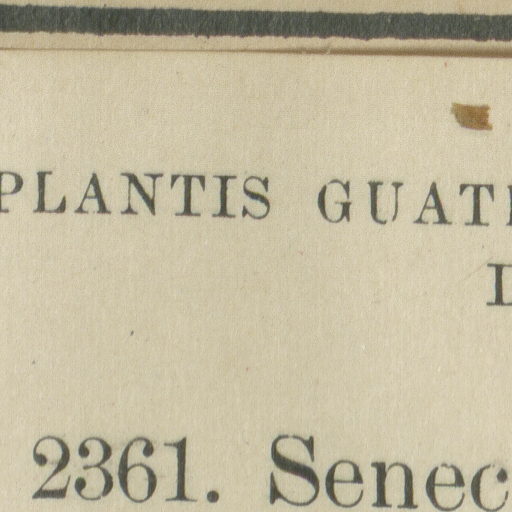 PLANTIS GUAT
2361. Senec